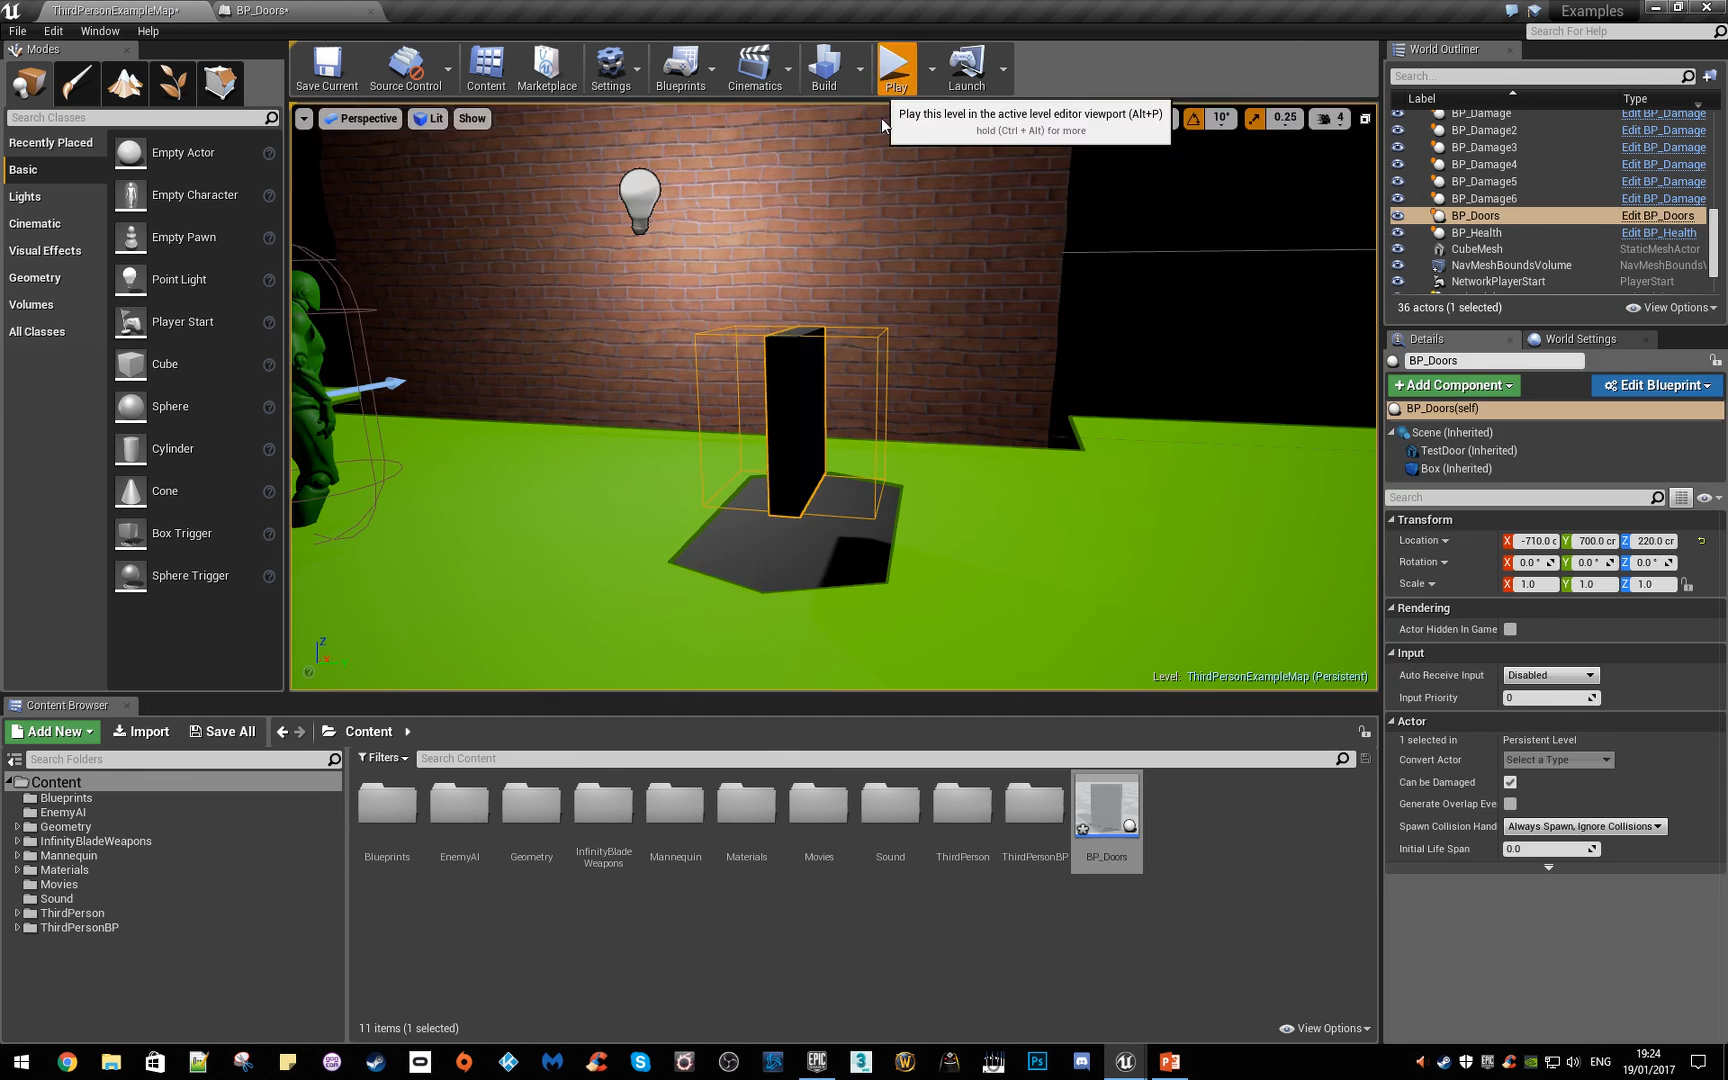 ThirdPersonExampleMap*
BP_Doors*
Examples
File Edit Window Help
Search For Help
Modes
Save Current
Source Control
Content
Marketplace
Settings
Blueprints
Cinematics
Build
Play
Launch
Search Classes
Recently Placed
Basic
Lights
Cinematic
Visual Effects
Geometry
Volumes
All Classes
Empty Actor
Empty Character
Empty Pawn
Point Light
Player Start
Cube
Sphere
Cylinder
Cone
Box Trigger
Sphere Trigger
Perspective
Lit
Show
Play this level in the active level editor viewport (Alt+P)
hold (Ctrl + Alt) for more
10°
0.25
4
Level: ThirdPersonExampleMap (Persistent)
World Outliner
Search...
Label Type
BP_Damage Edit BP_Damage
BP_Damage2 Edit BP_Damage
BP_Damage3 Edit BP_Damage
BP_Damage4 Edit BP_Damage
BP_Damage5 Edit BP_Damage
BP_Damage6 Edit BP_Damage
BP_Doors Edit BP_Doors
BP_Health Edit BP_Health
CubeMesh StaticMeshActor
NavMeshBoundsVolume NavMeshBounds
NetworkPlayerStart PlayerStart
36 actors (1 selected)
View Options
Details
World Settings
BP_Doors
+Add Component
Edit Blueprint
BP_Doors(self)
Scene (Inherited)
TestDoor (Inherited)
Box (Inherited)
Search
Transform
Location X -710.0 c Y 700.0 cr Z 220.0 cr
Rotation X 0.0 ° Y 0.0 ° Z 0.0 °
Scale X 1.0 Y 1.0 Z 1.0
Rendering
Actor Hidden In Game
Input
Auto Receive Input Disabled
Input Priority 0
Actor
1 selected in Persistent Level
Convert Actor Select a Type
Can be Damaged
Generate Overlap Eve
Spawn Collision Hand Always Spawn, Ignore Collisions
Initial Life Span 0.0
Content Browser
Add New
Import
Save All
Content
Search Folders
Filters
Search Content
Content
Blueprints
EnemyAI
Geometry
InfinityBladeWeapons
Mannequin
Materials
Movies
Sound
ThirdPerson
ThirdPersonBP
Blueprints
EnemyAI
Geometry
InfinityBlade
Weapons
Mannequin
Materials
Movies
Sound
ThirdPerson
ThirdPersonBP
BP_Doors
11 items (1 selected)
View Options
ENG
19:24
19/01/2017